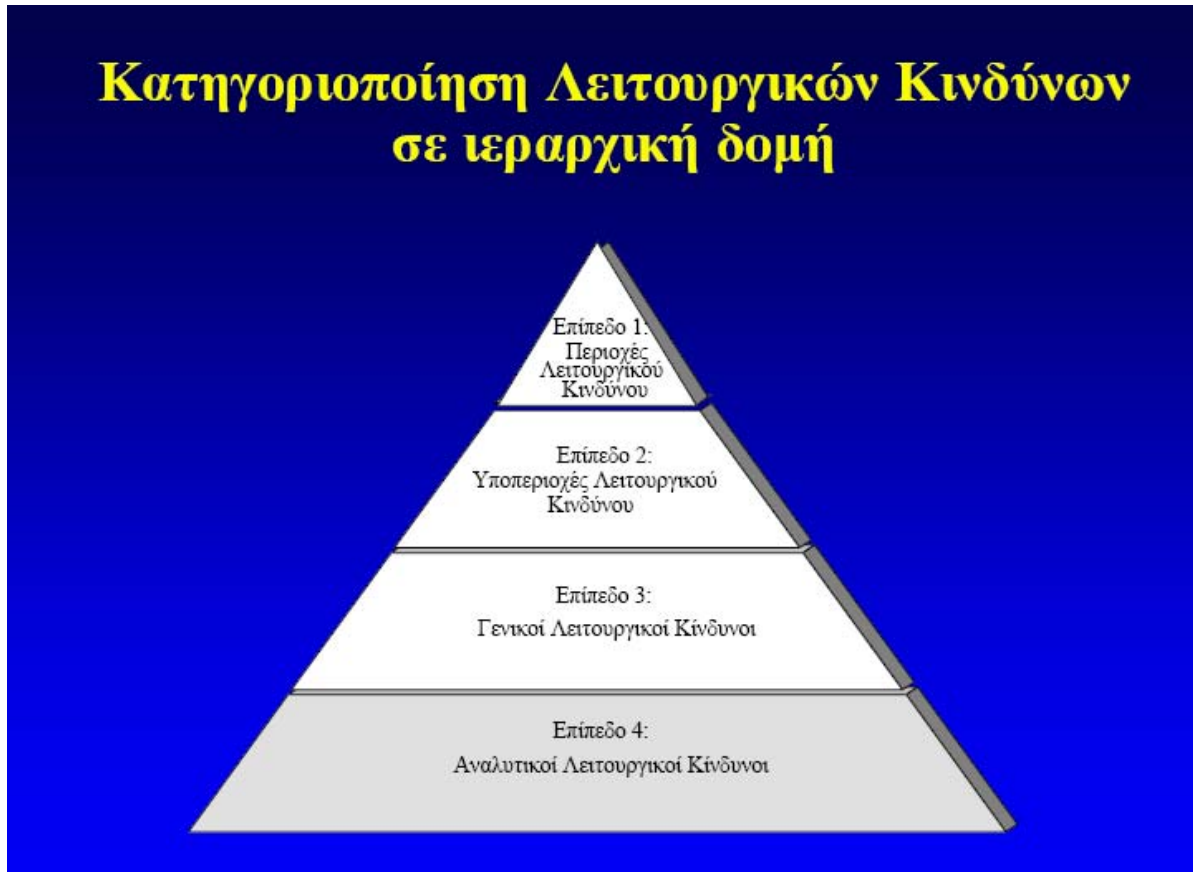 Κατηγοριοποίηση Λειτουργικών Κινδύνων
σε ιεραρχική δομή
Επίπεδο 1:
Περιοχές
Λειτουργικού
Κινδύνου
Επίπεδο 2:
Υποπεριοχές Λειτουργικού
Κινδύνου
Επίπεδο 3:
Γενικοί Λειτουργικοί Κίνδυνοι
Επίπεδο 4:
Αναλυτικοί Λειτουργικοί Κίνδυνοι